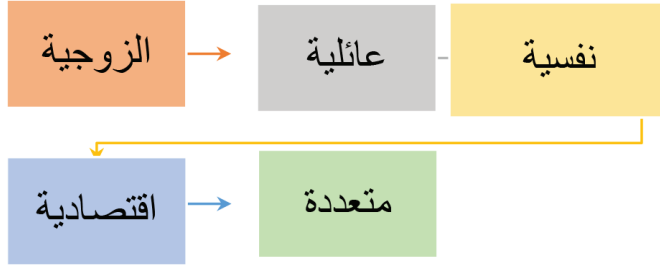 الزوجية
عائلية
نفسية
اقتصادية
متعددة